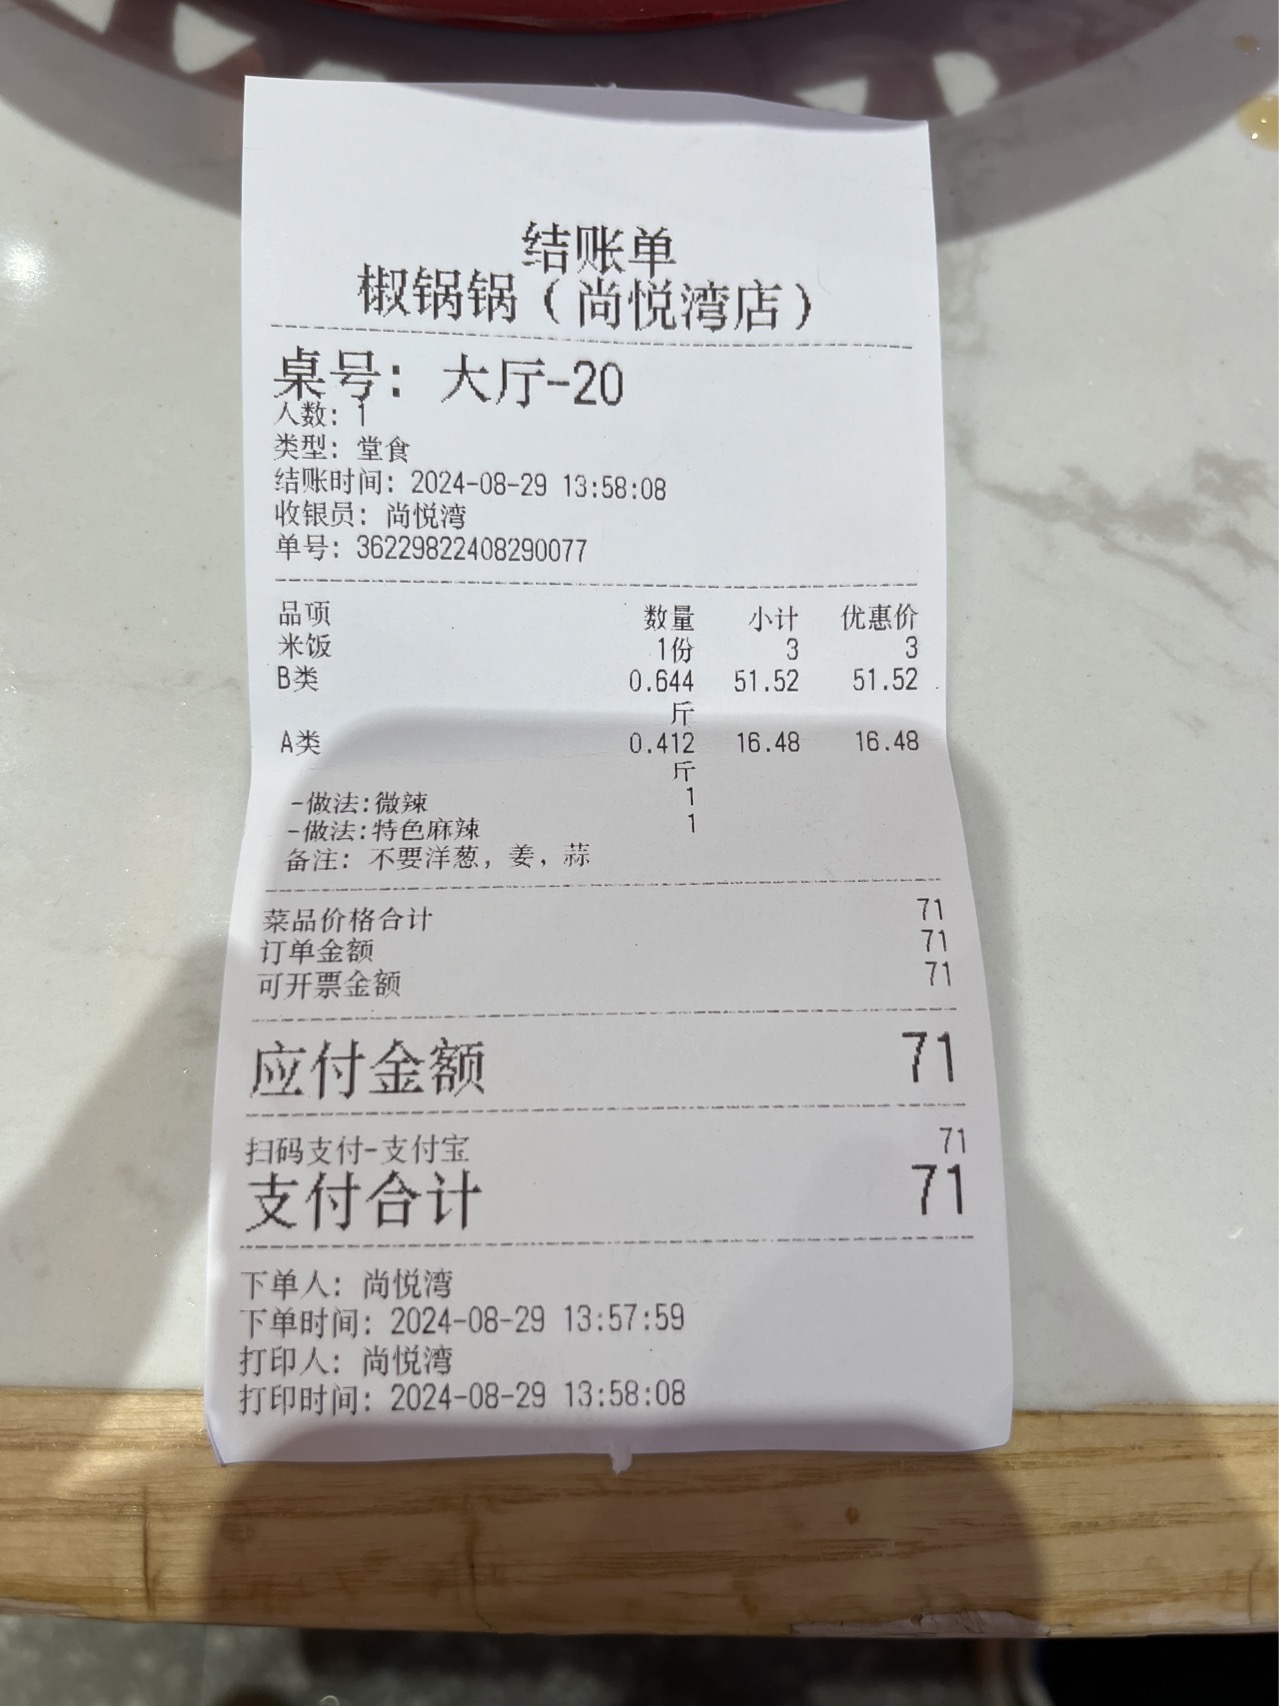 结账单
椒锅锅（尚悦湾店）
桌号：大厅-20
人数：1
类型：堂食
结账时间：2024-08-29 13:58:08
收银员：尚悦湾
单号：36229822408290077
品项 数量 小计 优惠价
米饭 1份 3 3
B类 0.644 51.52 51.52
斤
A类 0.412 16.48 16.48
斤
-做法:微辣 1
-做法:特色麻辣 1
备注：不要洋葱，姜，蒜
菜品价格合计 71
订单金额 71
可开票金额 71
应付金额 71
扫码支付-支付宝 71
支付合计 71
下单人：尚悦湾
下单时间：2024-08-29 13:57:59
打印人：尚悦湾
打印时间：2024-08-29 13:58:08